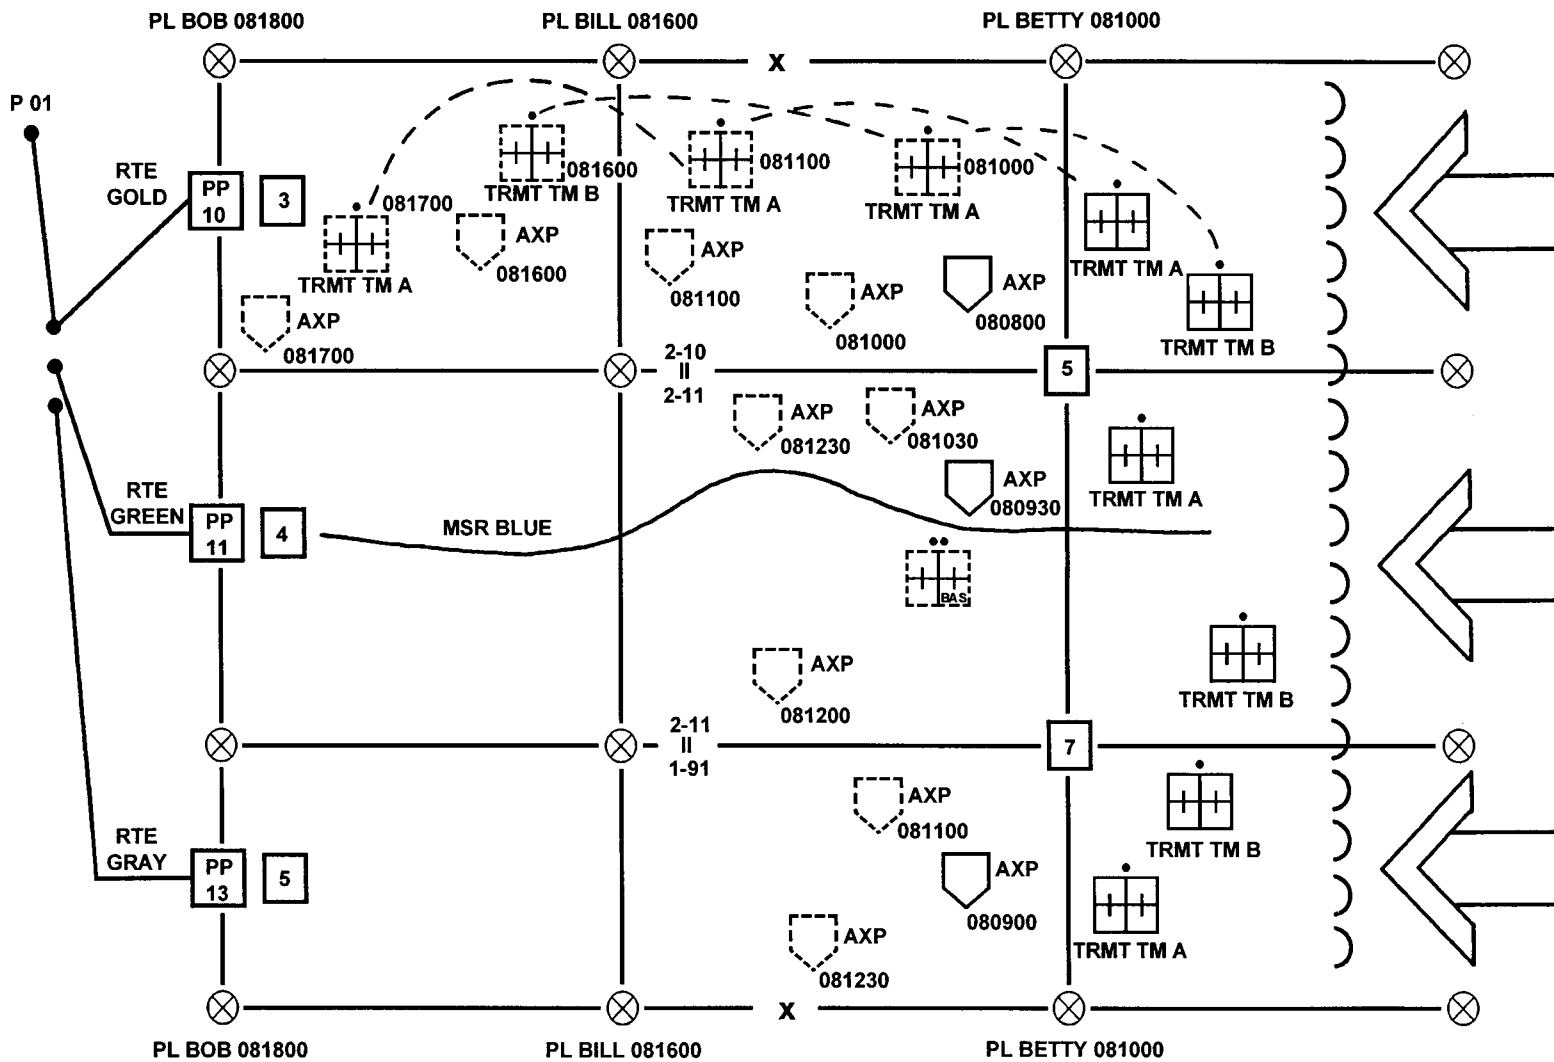 PL BOB 081800
PL BILL 081600
PL BETTY 081000
X
P 01
RTE
GOLD
PP
10
3
081700
TRMT TM A
081600
TRMT TM B
081100
TRMT TM A
081000
TRMT TM A
TRMT TM A
TRMT TM B
AXP
081700
AXP
081600
AXP
081100
AXP
081000
AXP
080800
2-10
II
2-11
5
AXP
081230
AXP
081030
AXP
080930
TRMT TM A
RTE
GREEN
PP
11
4
MSR BLUE
BAS
TRMT TM B
AXP
081200
2-11
II
1-91
7
AXP
081100
TRMT TM B
RTE
GRAY
PP
13
5
AXP
080900
TRMT TM A
AXP
081230
X
PL BOB 081800
PL BILL 081600
PL BETTY 081000